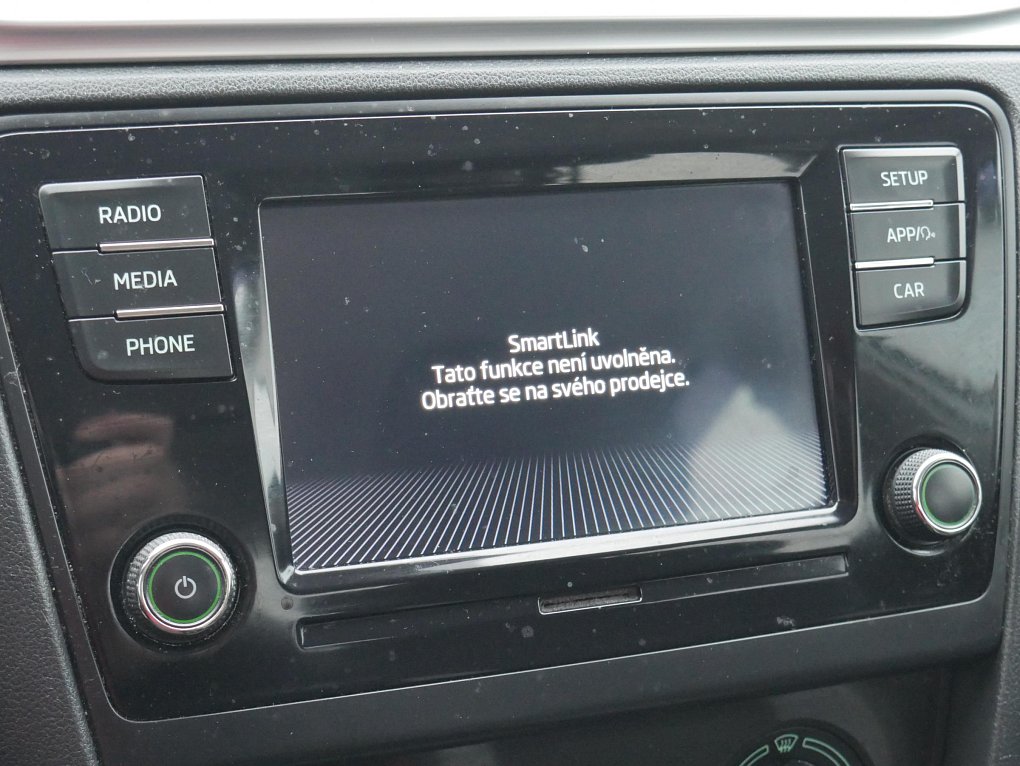 RADIO
MEDIA
PHONE
SmartLink
Tato funkce není uvolněna.
Obraťte se na svého prodejce.
SETUP
APP/
CAR